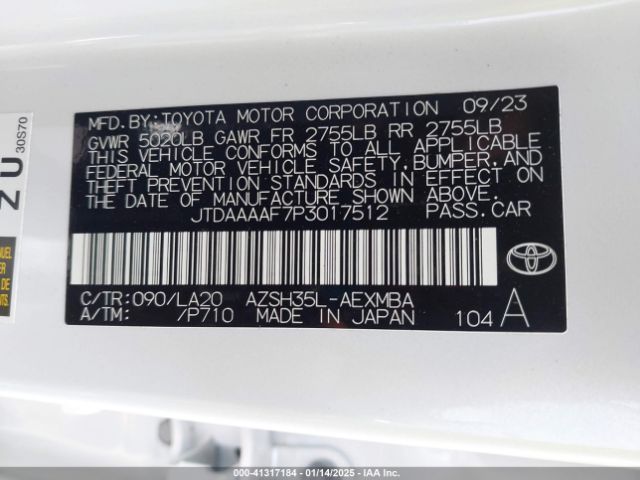 MFD. BY: TOYOTA MOTOR CORPORATION 09/23
GVWR 5020LB GAWR FR 2755LB RR 2755LB
THIS VEHICLE CONFORMS TO ALL APPLICABLE
FEDERAL MOTOR VEHICLE SAFETY, BUMPER, AND
THEFT PREVENTION STANDARDS IN EFFECT ON
THE DATE OF MANUFACTURE SHOWN ABOVE.
JTDAAAAF7P3017512 PASS. CAR
C/TR: 090/LA20 AZSH35L-AEXMBA
A/TM: /P710 MADE IN JAPAN 104 A
ZU
30S70
NUEL
ER
TS.
000-41317184 - 01/14/2025 - IAA Inc.